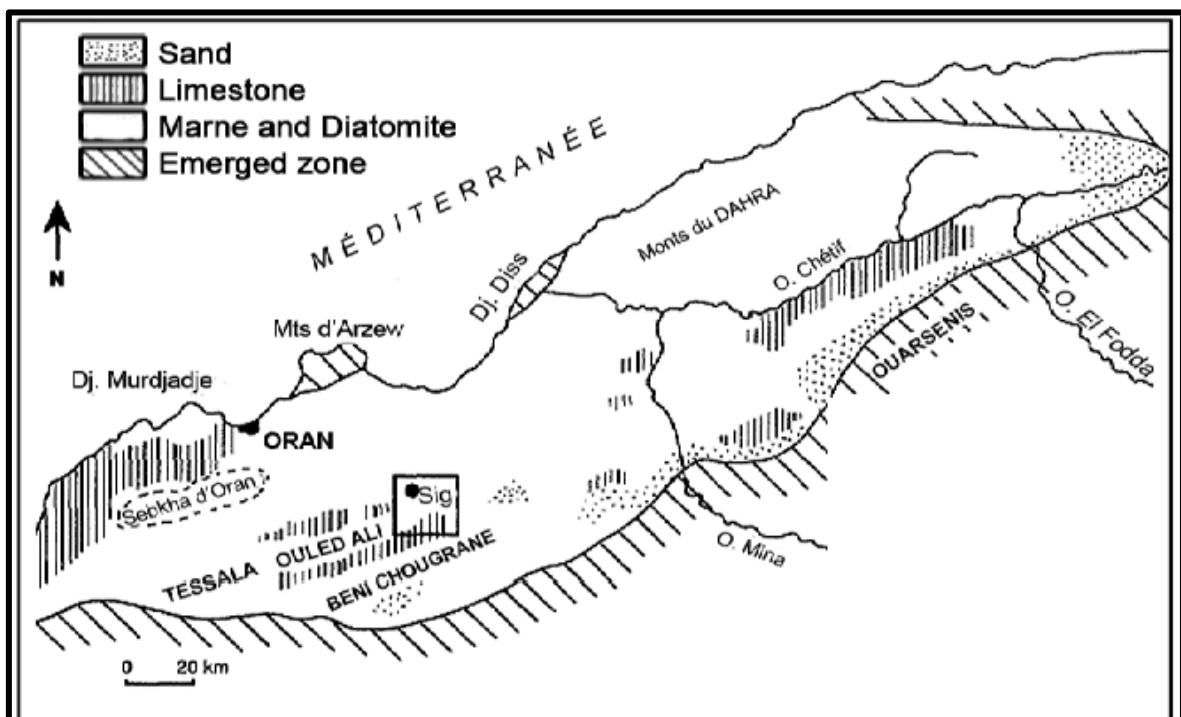 Sand
Limestone
Marne and Diatomite
Emerged zone
N
MÉDITERRANÉE
Monts du DAHRA
Dj. Diss
O. Chétif
Mts d'Arzew
O. El Fodda
OUARSENIS
Dj. Murdjadje
ORAN
Sebkha d'Oran
Sig
O. Mina
OULED ALI
TESSALA
BENI CHOUGRANE
0 20 km